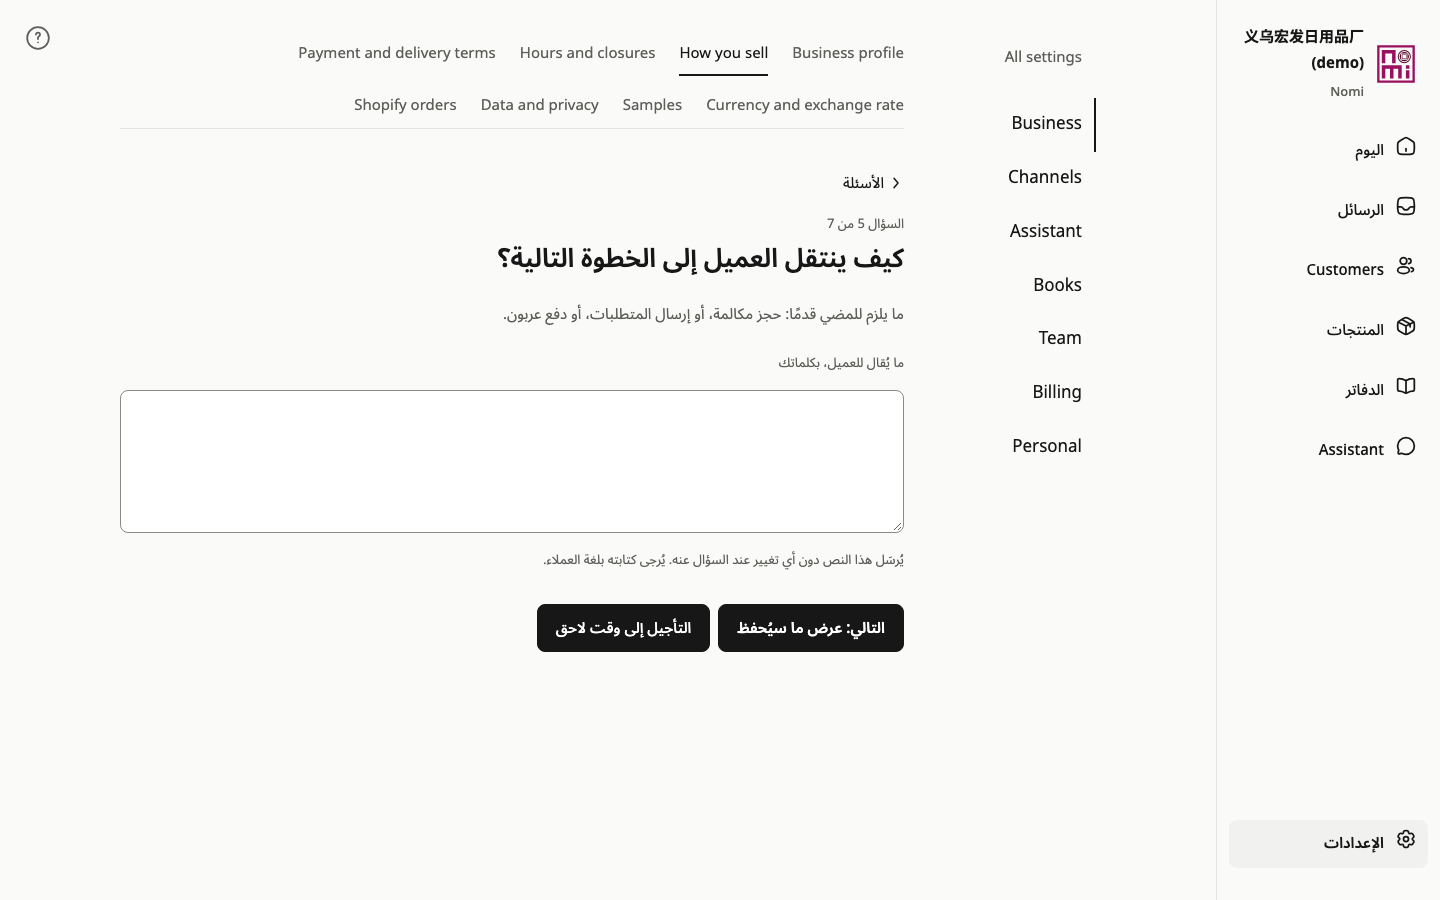 义乌宏发日用品厂
(demo)
Nomi
اليوم
الرسائل
Customers
المنتجات
الدفاتر
Assistant
الإعدادات
All settings
Business
Channels
Assistant
Books
Team
Billing
Personal
Business profile
How you sell
Hours and closures
Payment and delivery terms
Currency and exchange rate
Samples
Data and privacy
Shopify orders
الأسئلة
السؤال 5 من 7
كيف ينتقل العميل إلى الخطوة التالية؟
ما يلزم للمضي قدمًا: حجز مكالمة، أو إرسال المتطلبات، أو دفع عربون.
ما يُقال للعميل، بكلماتك
يُرسَل هذا النص دون أي تغيير عند السؤال عنه. يُرجى كتابته بلغة العملاء.
التالي: عرض ما سيُحفظ
التأجيل إلى وقت لاحق